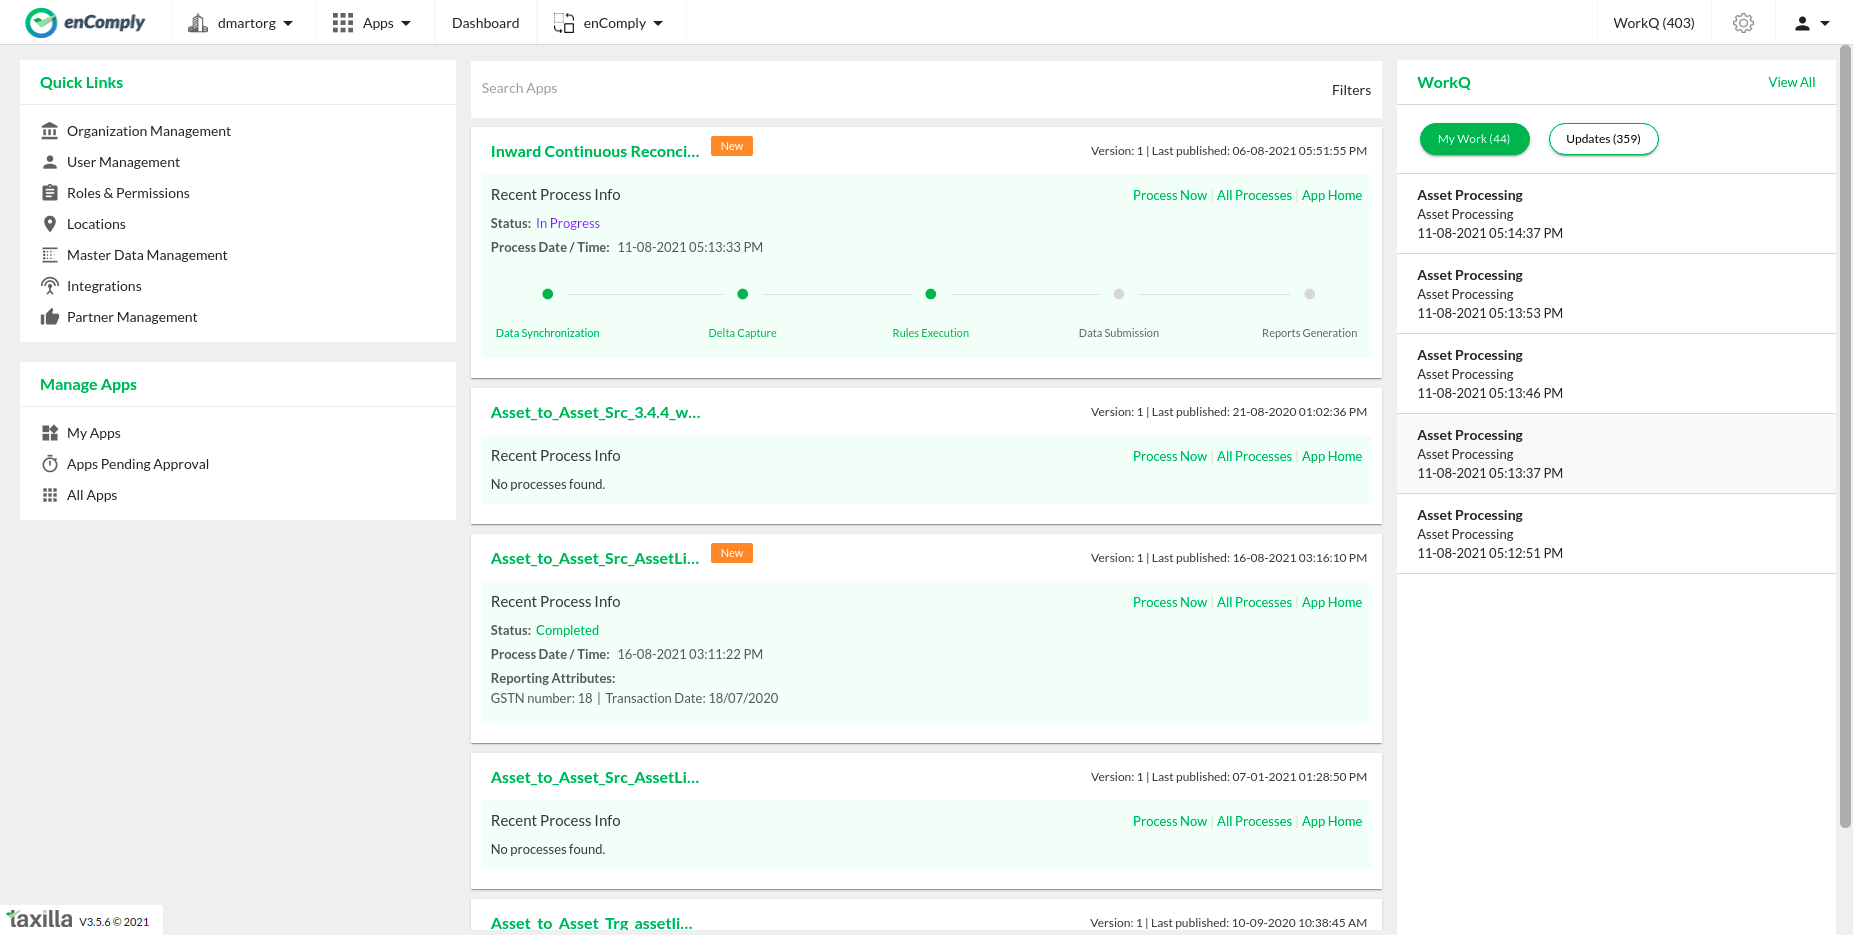 enComply
dmartorg
Apps
Dashboard
enComply
WorkQ (403)
Quick Links
Organization Management
User Management
Roles & Permissions
Locations
Master Data Management
Integrations
Partner Management
Manage Apps
My Apps
Apps Pending Approval
All Apps
Search Apps
Filters
Inward Continuous Reconci...
New
Version: 1 | Last published: 06-08-2021 05:51:55 PM
Recent Process Info
Process Now | All Processes | App Home
Status: In Progress
Process Date / Time: 11-08-2021 05:13:33 PM
Data Synchronization
Delta Capture
Rules Execution
Data Submission
Reports Generation
Asset_to_Asset_Src_3.4.4_w...
Version: 1 | Last published: 21-08-2020 01:02:36 PM
Recent Process Info
Process Now | All Processes | App Home
No processes found.
Asset_to_Asset_Src_AssetLi...
New
Version: 1 | Last published: 16-08-2021 03:16:10 PM
Recent Process Info
Process Now | All Processes | App Home
Status: Completed
Process Date / Time: 16-08-2021 03:11:22 PM
Reporting Attributes:
GSTN number: 18 | Transaction Date: 18/07/2020
Asset_to_Asset_Src_AssetLi...
Version: 1 | Last published: 07-01-2021 01:28:50 PM
Recent Process Info
Process Now | All Processes | App Home
No processes found.
Asset_to_Asset_Trg_assetli...
Version: 1 | Last published: 10-09-2020 10:38:45 AM
WorkQ
View All
My Work (44)
Updates (359)
Asset Processing
Asset Processing
11-08-2021 05:14:37 PM
Asset Processing
Asset Processing
11-08-2021 05:13:53 PM
Asset Processing
Asset Processing
11-08-2021 05:13:46 PM
Asset Processing
Asset Processing
11-08-2021 05:13:37 PM
Asset Processing
Asset Processing
11-08-2021 05:12:51 PM
taxilla V3.5.6 © 2021